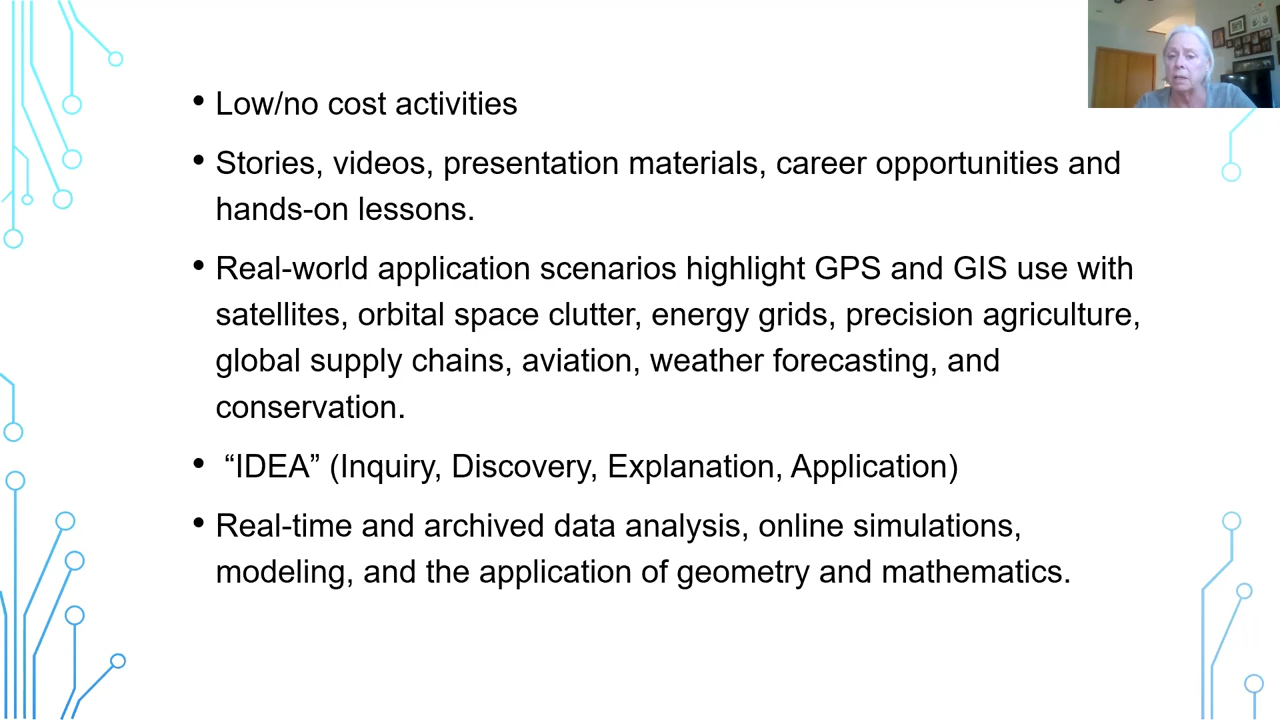 • Low/no cost activities
• Stories, videos, presentation materials, career opportunities and
hands-on lessons.
• Real-world application scenarios highlight GPS and GIS use with
satellites, orbital space clutter, energy grids, precision agriculture,
global supply chains, aviation, weather forecasting, and
conservation.
• “IDEA” (Inquiry, Discovery, Explanation, Application)
• Real-time and archived data analysis, online simulations,
modeling, and the application of geometry and mathematics.